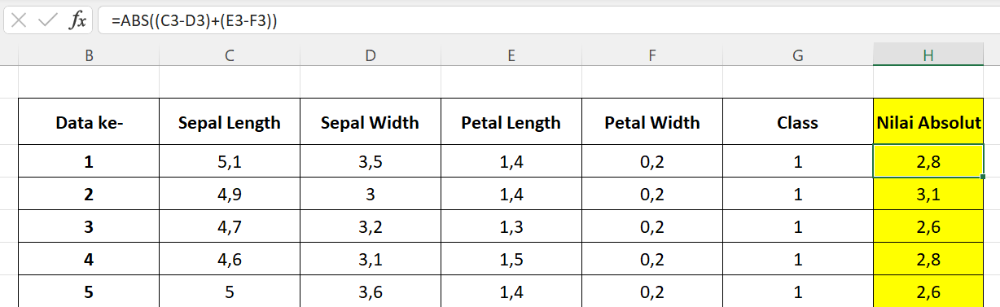 fx =ABS((C3-D3)+(E3-F3))
B C D E F G H
Data ke- Sepal Length Sepal Width Petal Length Petal Width Class Nilai Absolut
1 5,1 3,5 1,4 0,2 1 2,8
2 4,9 3 1,4 0,2 1 3,1
3 4,7 3,2 1,3 0,2 1 2,6
4 4,6 3,1 1,5 0,2 1 2,8
5 5 3,6 1,4 0,2 1 2,6